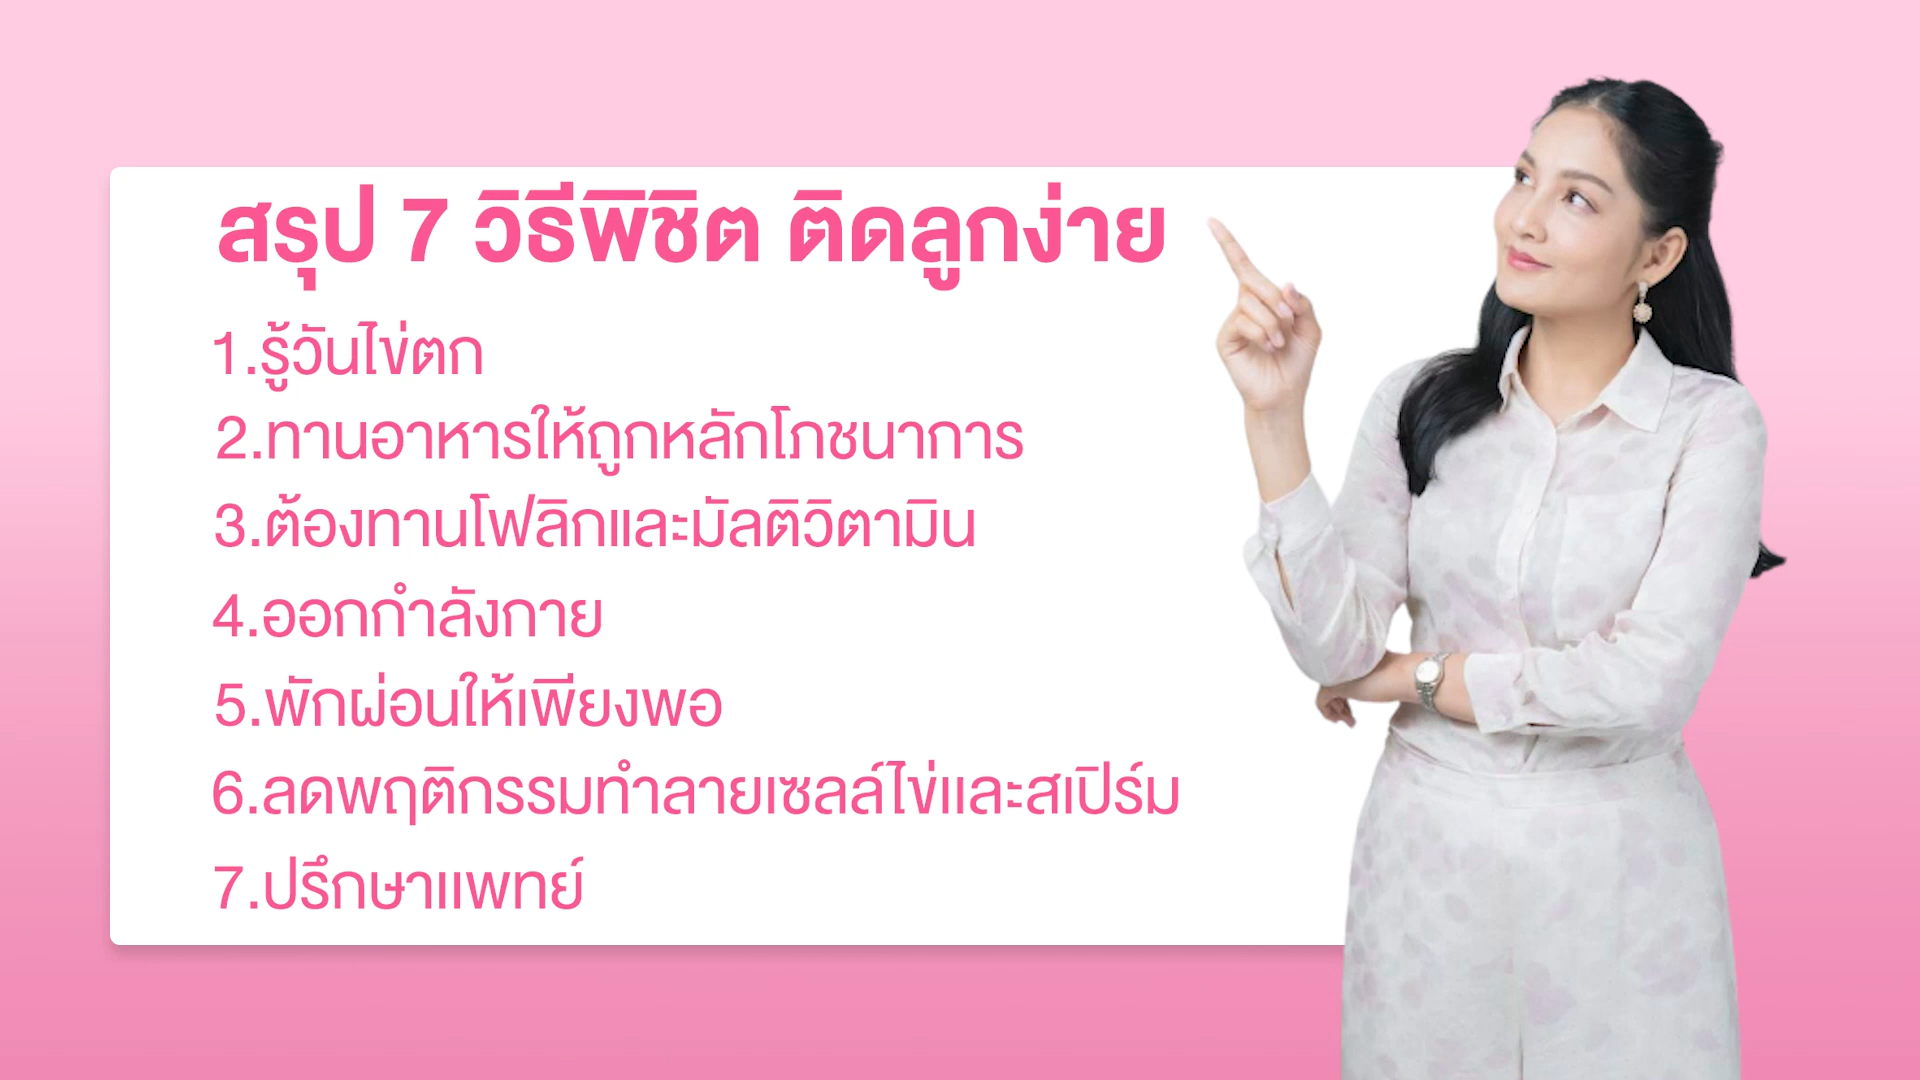 สรุป 7 วิธีพิชิต ติดลูกง่าย
1.รู้วันไข่ตก
2.ทานอาหารให้ถูกหลักโภชนาการ
3.ต้องทานโฟลิกและมัลติวิตามิน
4.ออกกำลังกาย
5.พักผ่อนให้เพียงพอ
6.ลดพฤติกรรมทำลายเซลล์ไข่และสเปิร์ม
7.ปรึกษาแพทย์